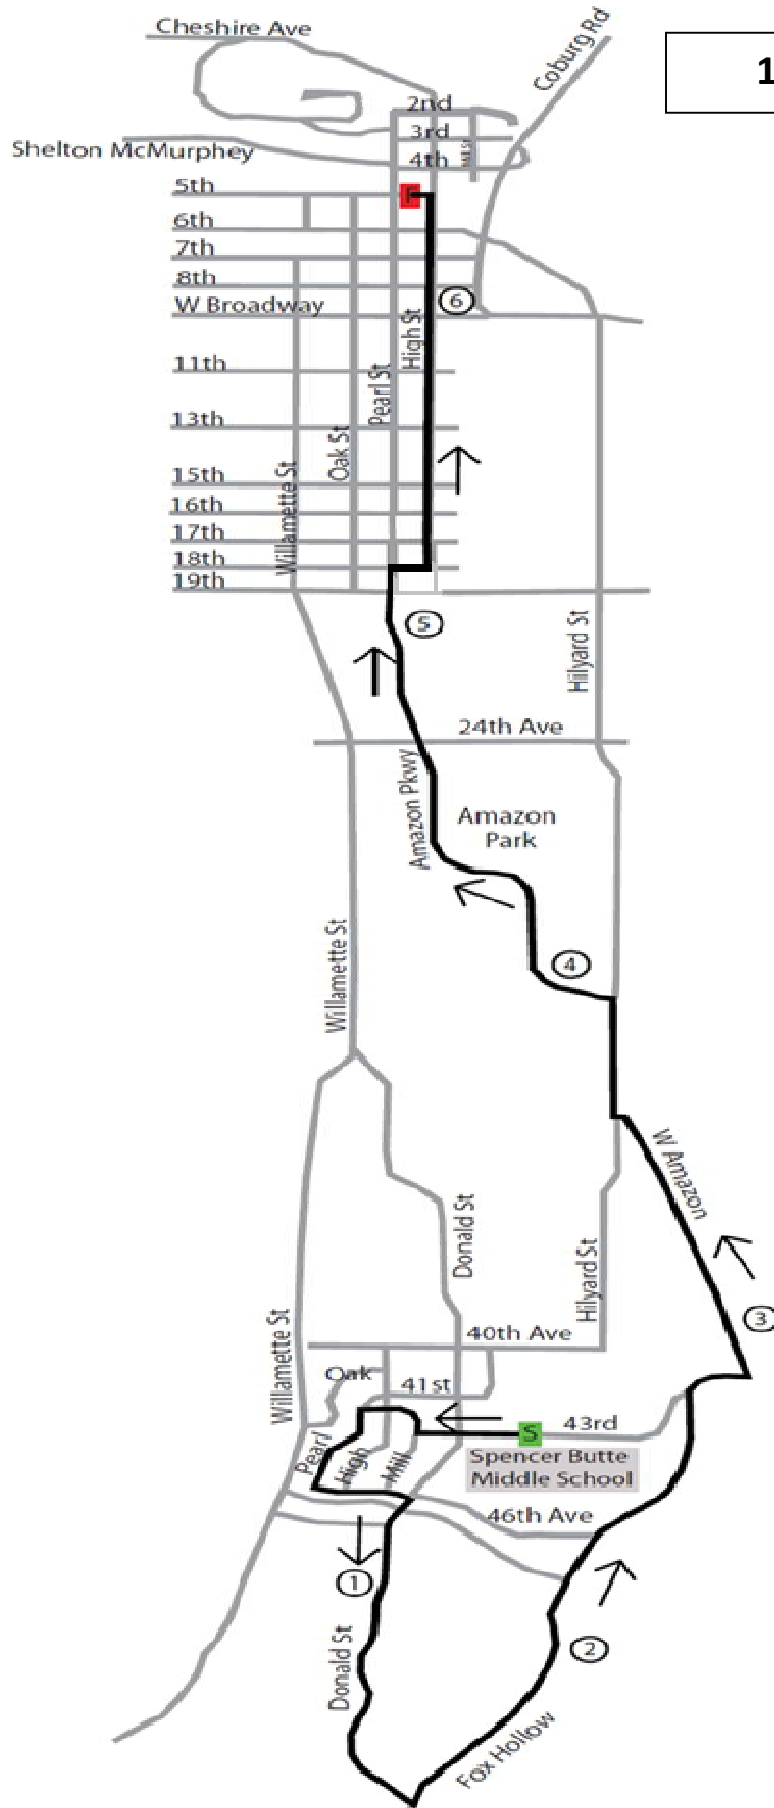 Cheshire Ave
Coburg Rd
1
2nd
3rd
Shelton McMurphey
4th
5th
F
6th
7th
8th
6
W Broadway
High St
11th
Pearl St
13th
Oak St
15th
Willamette St
16th
17th
18th
19th
5
Hilyard St
24th Ave
Amazon Pkwy
Amazon
Park
Willamette St
4
W Amazon
Donald St
Hilyard St
3
40th Ave
Willamette St
Oak
41st
43rd
S
Pearl
High
Mill
Spencer Butte
Middle School
46th Ave
1
2
Donald St
Fox Hollow